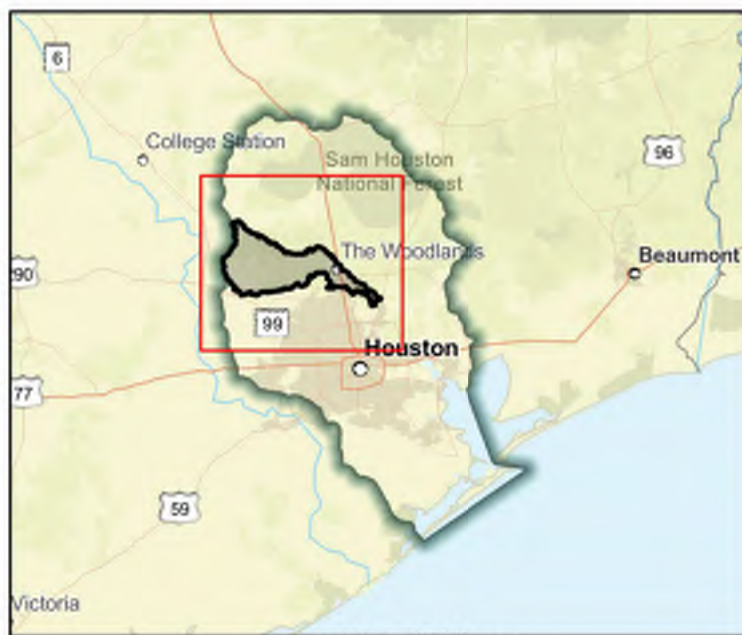 6
College Station
Sam Houston
National Forest
96
The Woodlands
Beaumont
90
99
Houston
77
59
Victoria